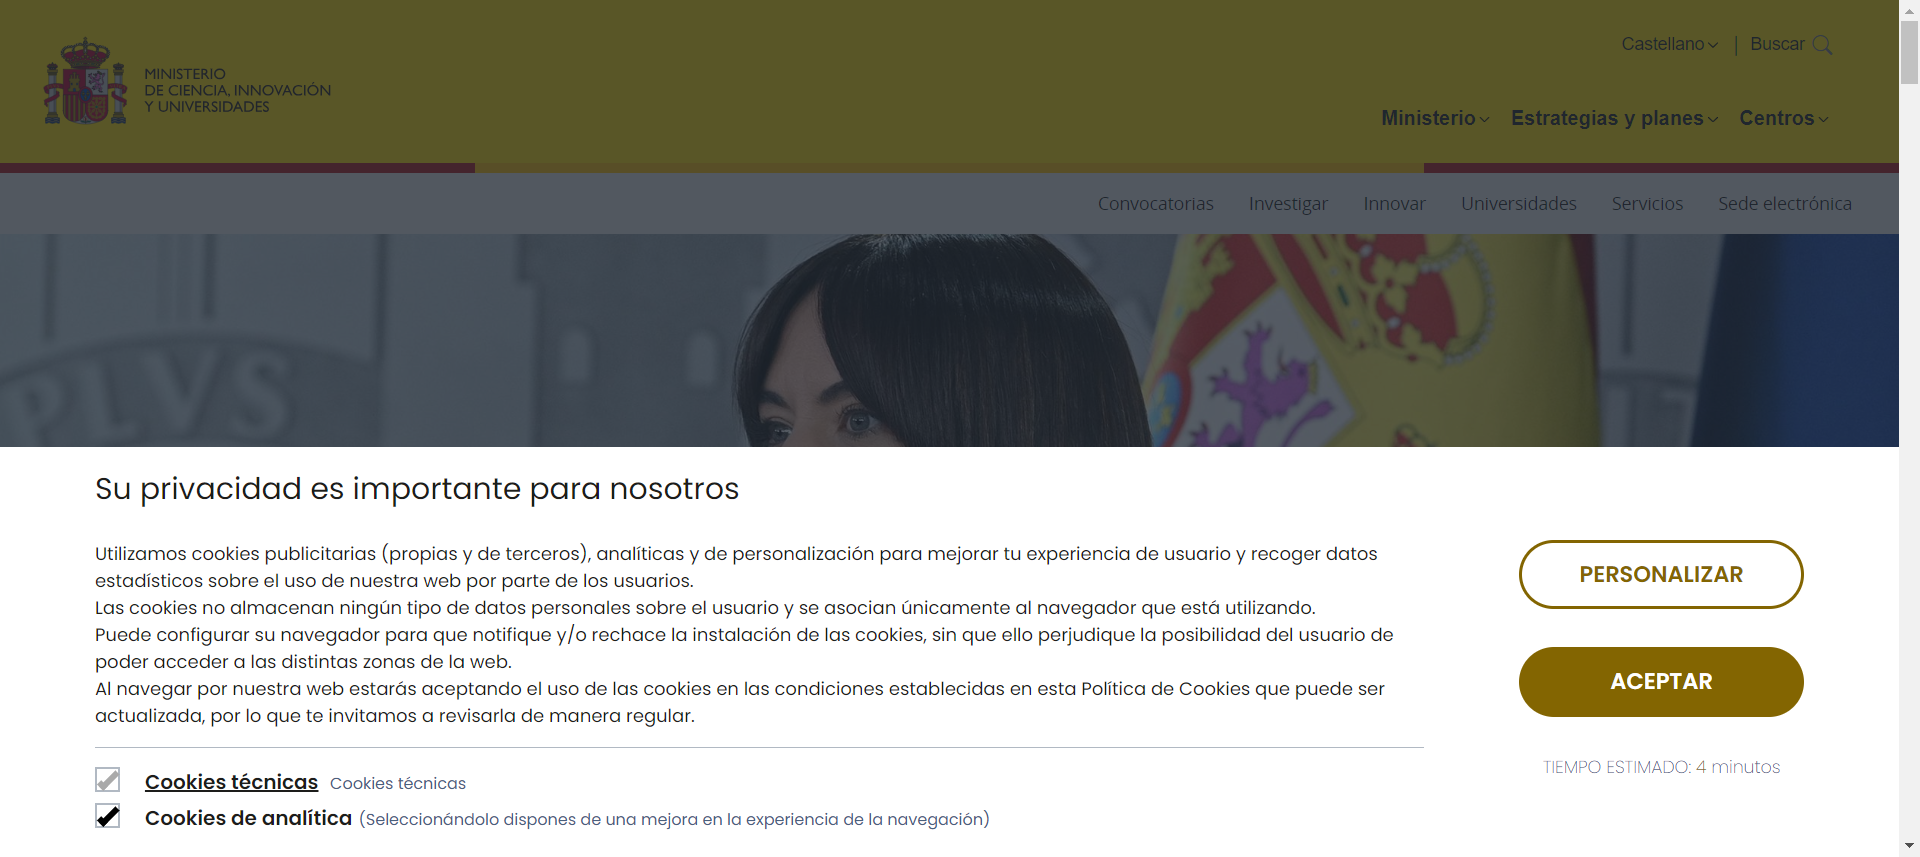 MINISTERIO
DE CIENCIA, INNOVACIÓN
Y UNIVERSIDADES
Castellano
Buscar
Ministerio
Estrategias y planes
Centros
Convocatorias
Investigar
Innovar
Universidades
Servicios
Sede electrónica
PLVS
Su privacidad es importante para nosotros
Utilizamos cookies publicitarias (propias y de terceros), analíticas y de personalización para mejorar tu experiencia de usuario y recoger datos
estadísticos sobre el uso de nuestra web por parte de los usuarios.
Las cookies no almacenan ningún tipo de datos personales sobre el usuario y se asocian únicamente al navegador que está utilizando.
Puede configurar su navegador para que notifique y/o rechace la instalación de las cookies, sin que ello perjudique la posibilidad del usuario de
poder acceder a las distintas zonas de la web.
Al navegar por nuestra web estarás aceptando el uso de las cookies en las condiciones establecidas en esta Política de Cookies que puede ser
actualizada, por lo que te invitamos a revisarla de manera regular.
Cookies técnicas Cookies técnicas
Cookies de analítica (Seleccionándolo dispones de una mejora en la experiencia de la navegación)
PERSONALIZAR
ACEPTAR
TIEMPO ESTIMADO: 4 minutos